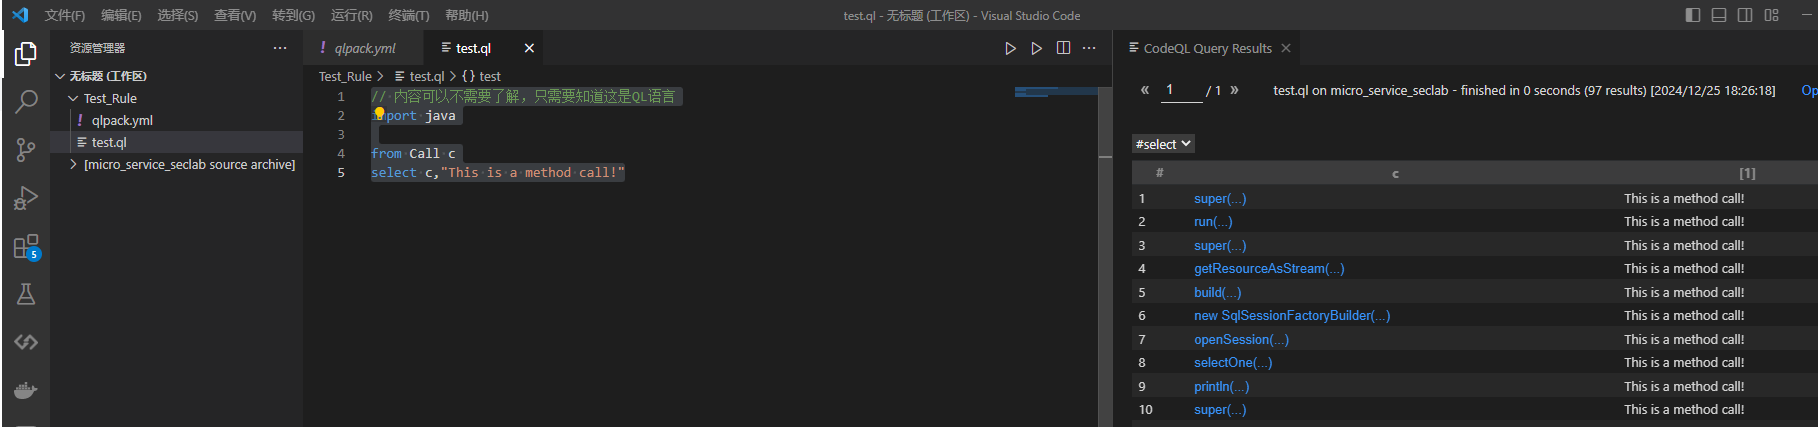 文件(F) 编辑(E) 选择(S) 查看(V) 转到(G) 运行(R) 终端(T) 帮助(H) test.ql - 无标题 (工作区) - Visual Studio Code
资源管理器 ···
无标题 (工作区)
Test_Rule
! qlpack.yml
test.ql
[micro_service_seclab source archive]
5
! qlpack.yml test.ql ×
Test_Rule > test.ql > {} test
1 // 内容可以不需要了解，只需要知道这是QL语言
2 import java
3
4 from Call c
5 select c,"This is a method call!"
CodeQL Query Results ×
« 1 / 1 » test.ql on micro_service_seclab - finished in 0 seconds (97 results) [2024/12/25 18:26:18] Op
#select
# c [1]
1 super(...) This is a method call!
2 run(...) This is a method call!
3 super(...) This is a method call!
4 getResourceAsStream(...) This is a method call!
5 build(...) This is a method call!
6 new SqlSessionFactoryBuilder(...) This is a method call!
7 openSession(...) This is a method call!
8 selectOne(...) This is a method call!
9 println(...) This is a method call!
10 super(...) This is a method call!